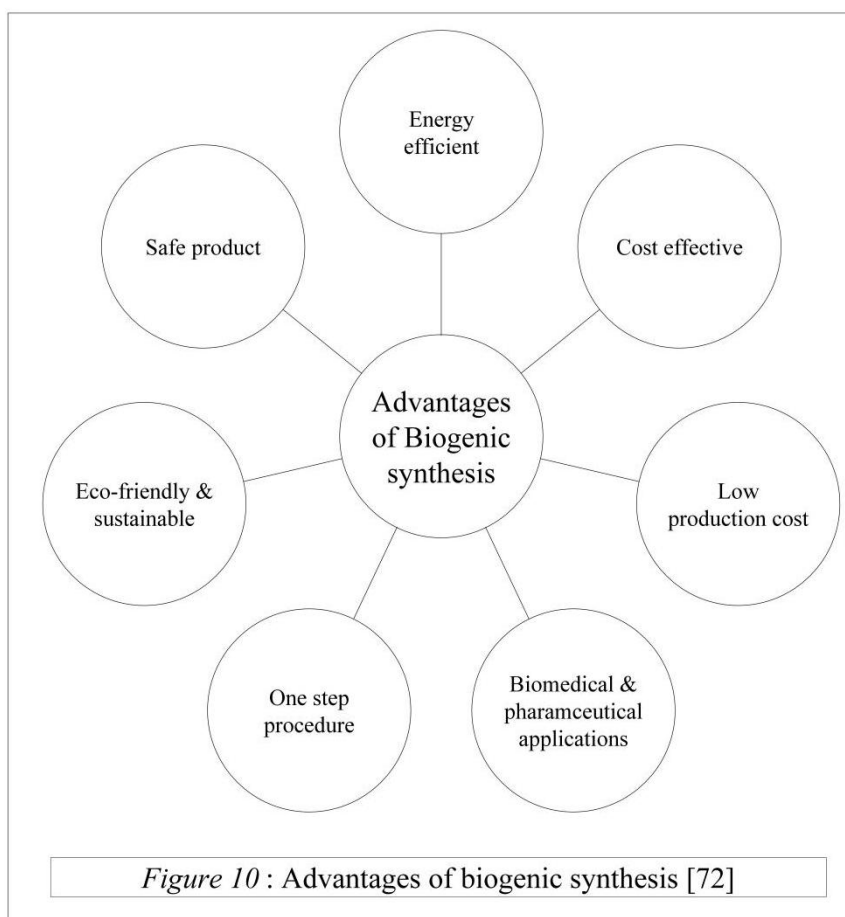 Energy
efficient
Cost effective
Low
production cost
Biomedical &
pharamceutical
applications
One step
procedure
Eco-friendly &
sustainable
Safe product
Advantages
of Biogenic
synthesis
Figure 10 : Advantages of biogenic synthesis [72]